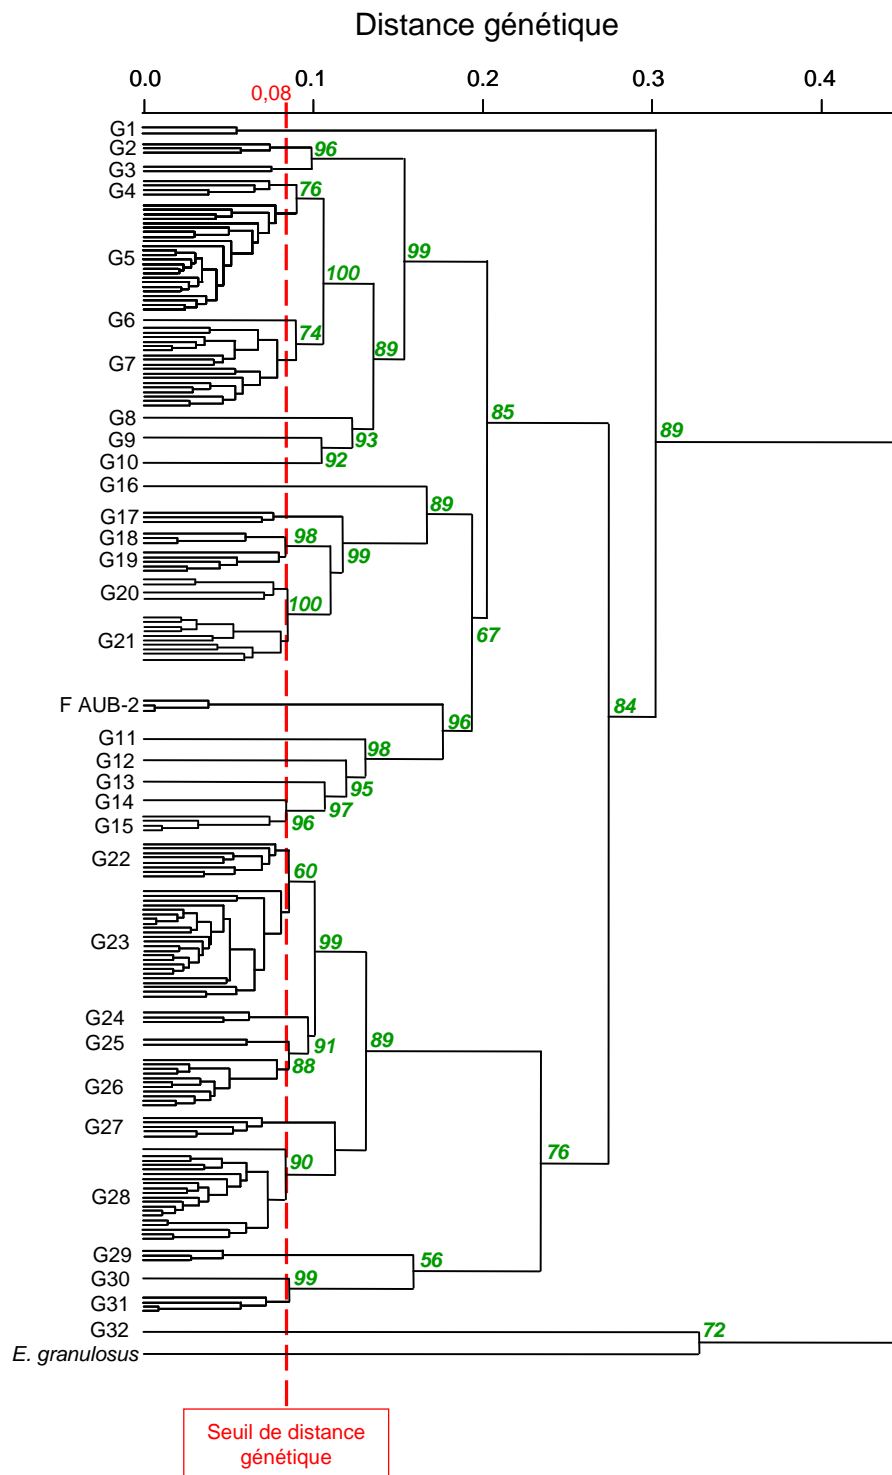 Distance génétique
0.0 0.1 0.2 0.3 0.4
0,08
G1
96
G2
G3
G4
76
99
G5
100
G6
74
89
G7
85
G8
89
93
G9
92
G10
G16
89
G17
G18
98
99
G19
G20
100
67
G21
F AUB-2
84
96
G11
98
G12
95
G13
G14
97
96
G15
G22
60
G23
99
G24
91
89
G25
88
G26
G27
76
90
G28
G29
56
G30
99
G31
G32
72
E. granulosus
Seuil de distance
génétique